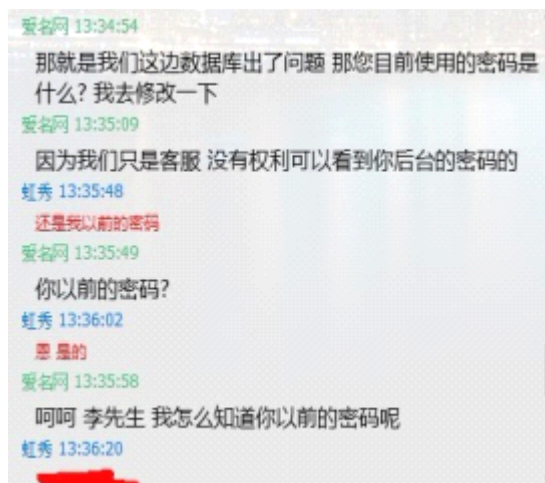 爱名网 13:34:54
那就是我们这边数据库出了问题 那您目前使用的密码是
什么? 我去修改一下
爱名网 13:35:09
因为我们只是客服 没有权利可以看到你后台的密码的
虹秀 13:35:48
还是我以前的密码
爱名网 13:35:49
你以前的密码?
虹秀 13:36:02
恩 是的
爱名网 13:35:58
呵呵 李先生 我怎么知道你以前的密码呢
虹秀 13:36:20